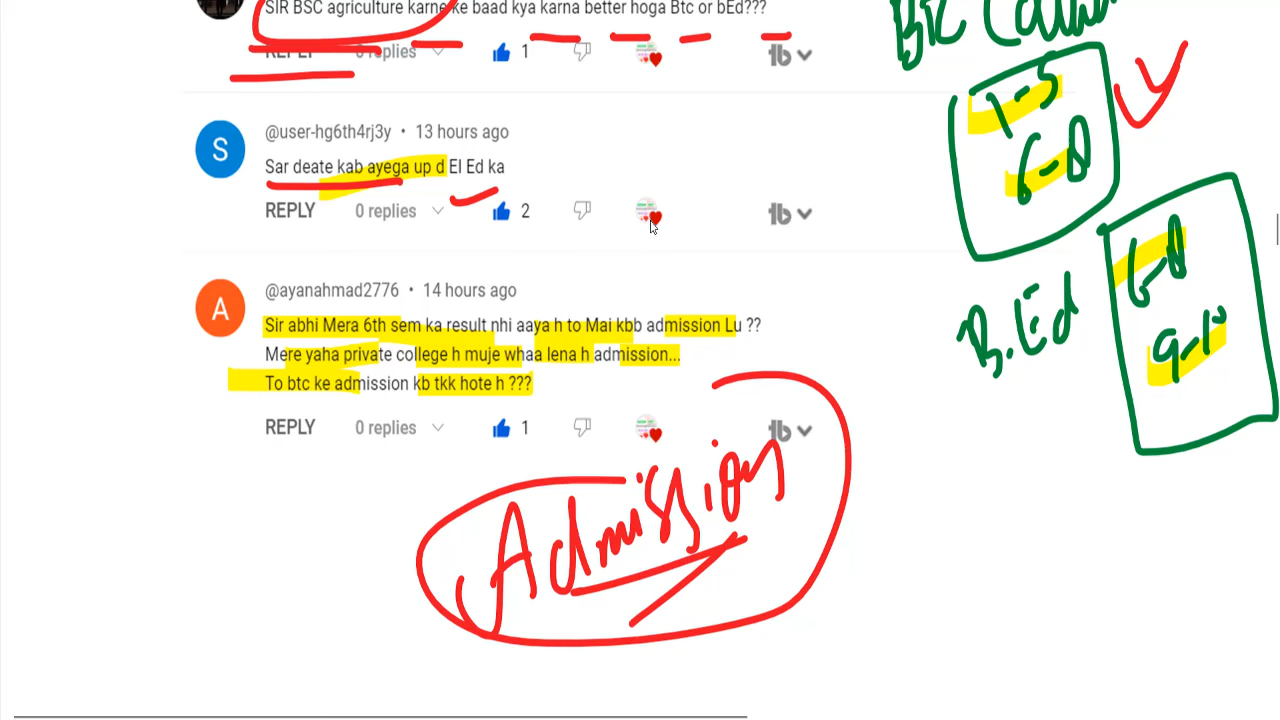 SIR BSC agriculture karne ke baad kya karna better hoga Btc or bEd???
REPLY 0 replies 1
@user-hg6th4rj3y • 13 hours ago
S
Sar deate kab ayega up d El Ed ka
REPLY 0 replies 2
@ayanahmad2776 • 14 hours ago
A
Sir abhi Mera 6th sem ka result nhi aaya h to Mai kbb admission Lu ??
Mere yaha private college h muje whaa lena h admission...
To btc ke admission kb tkk hote h ???
REPLY 0 replies 1
Admission
1-5
6-8
B.Ed
6-8
9-10